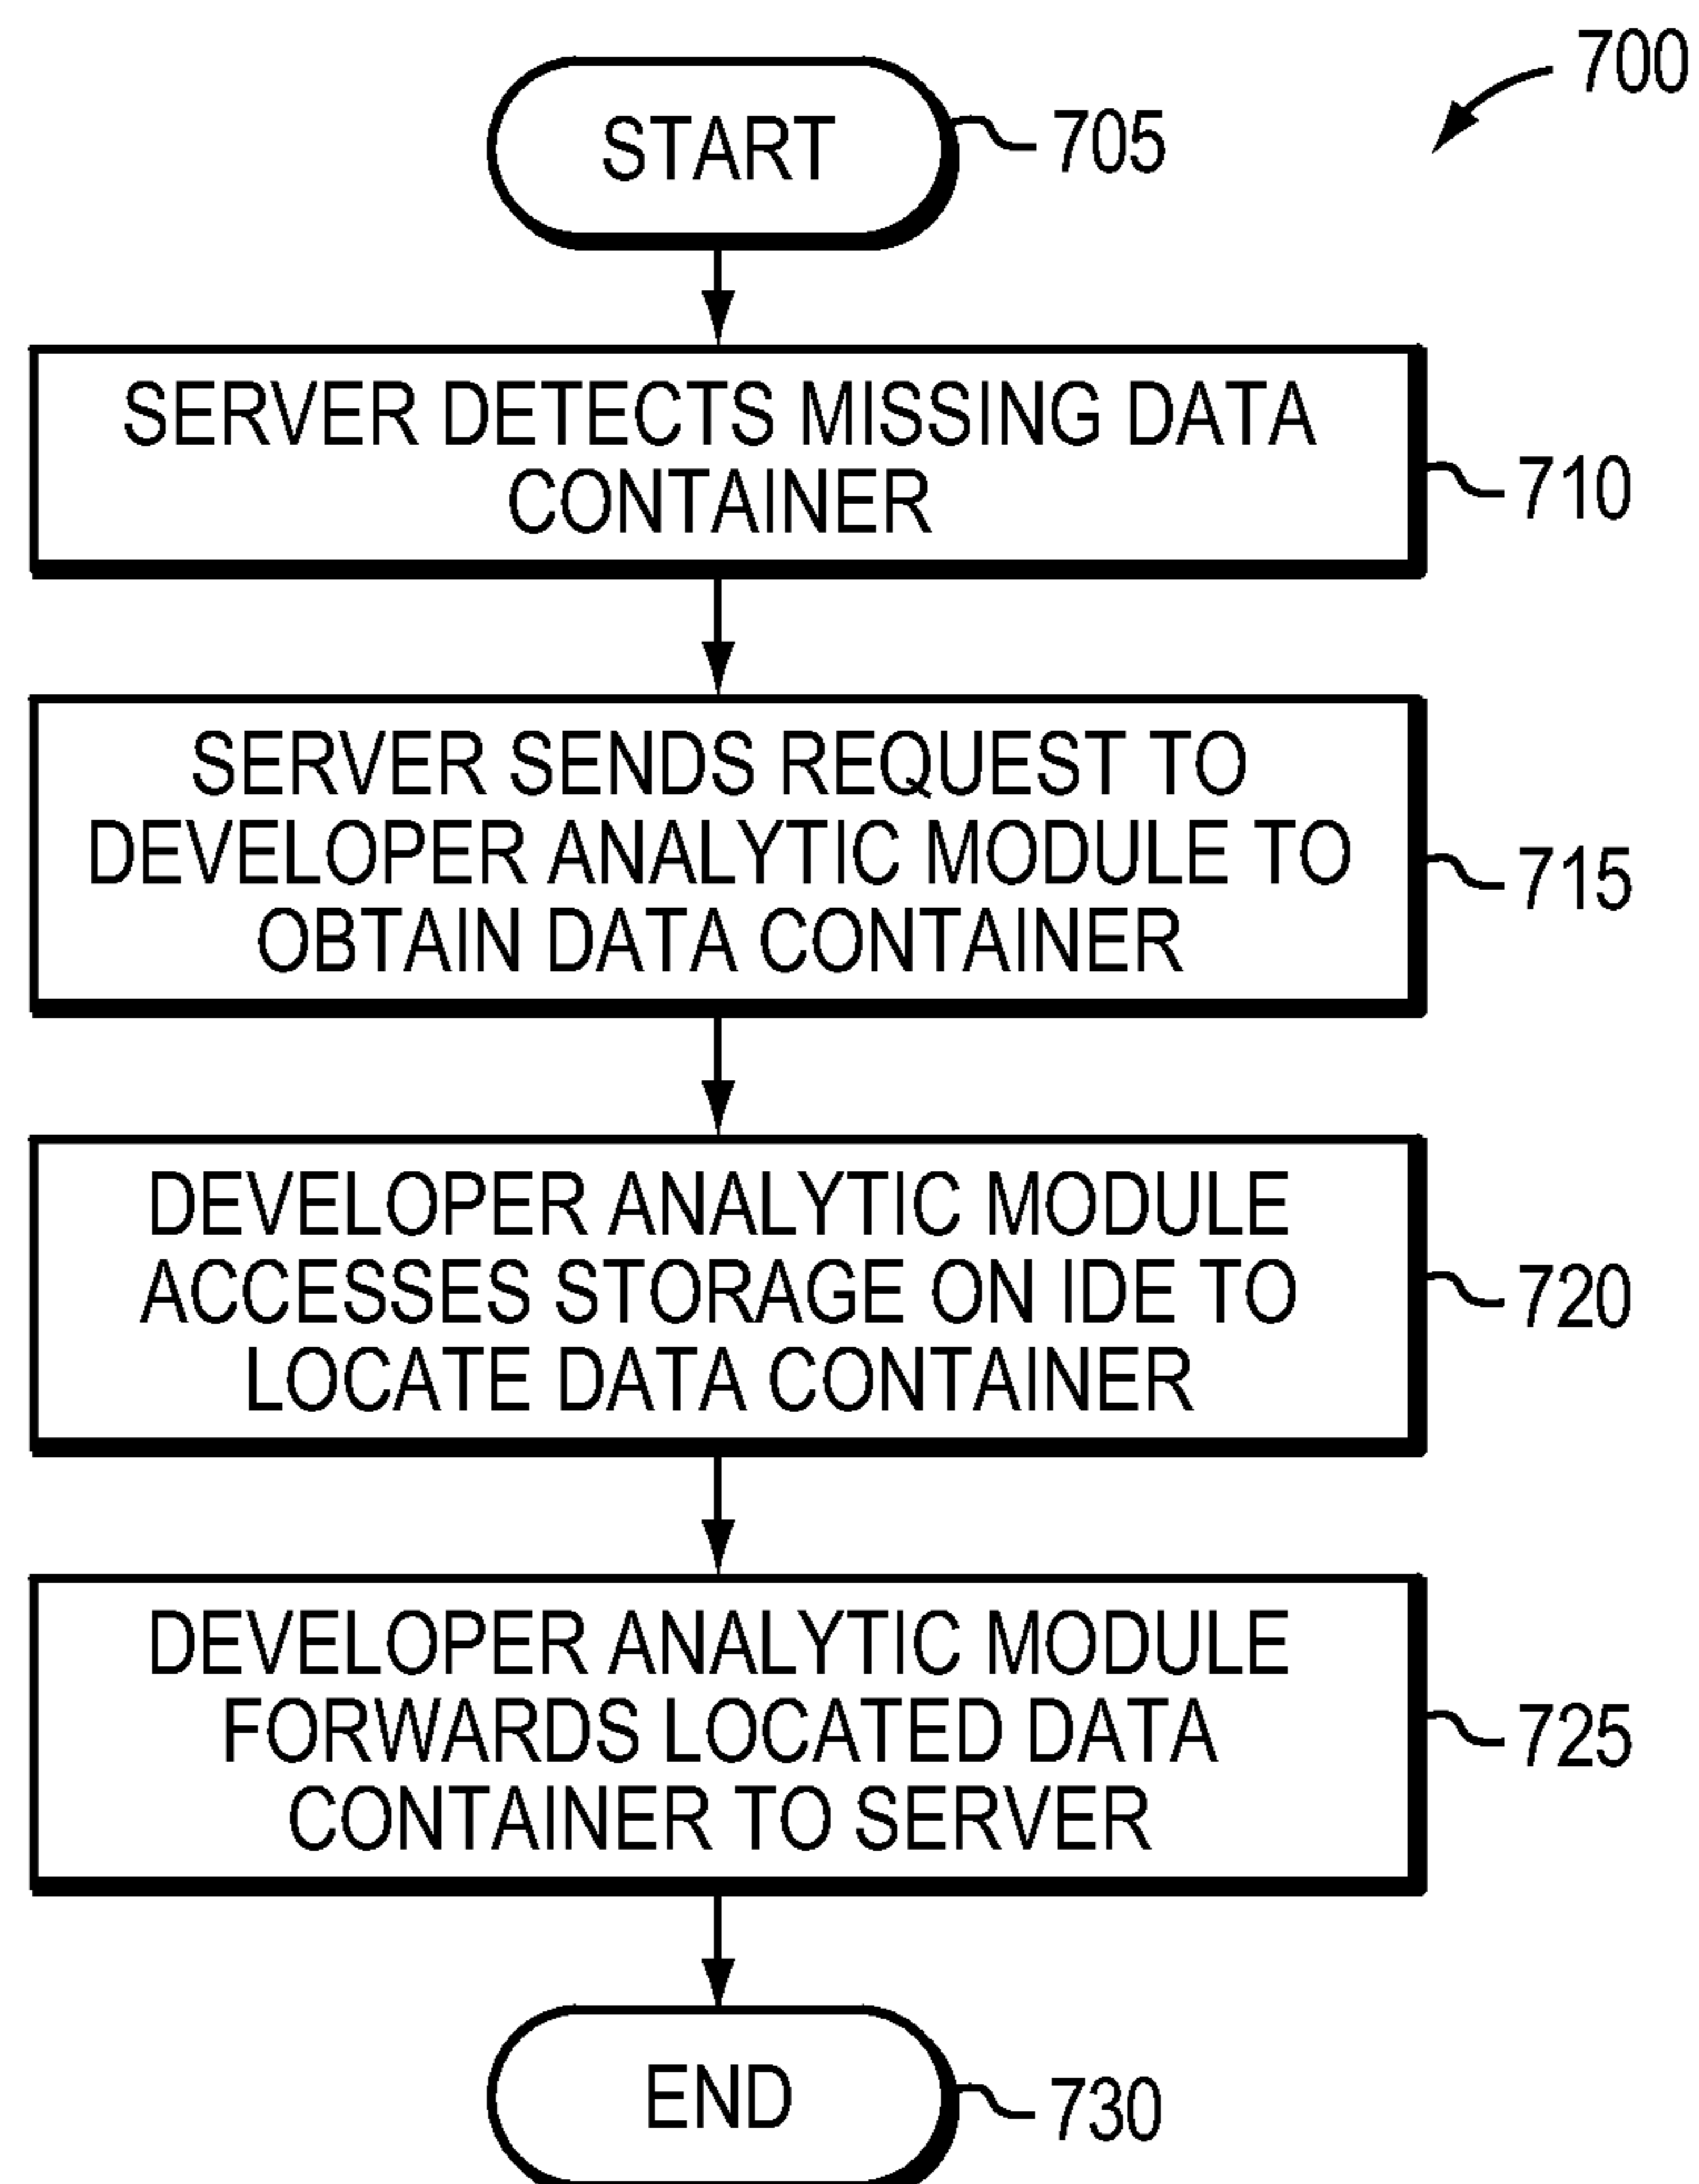 700
START
705
SERVER DETECTS MISSING DATA
CONTAINER
710
SERVER SENDS REQUEST TO
DEVELOPER ANALYTIC MODULE TO
OBTAIN DATA CONTAINER
715
DEVELOPER ANALYTIC MODULE
ACCESSES STORAGE ON IDE TO
LOCATE DATA CONTAINER
720
DEVELOPER ANALYTIC MODULE
FORWARDS LOCATED DATA
CONTAINER TO SERVER
725
END
730